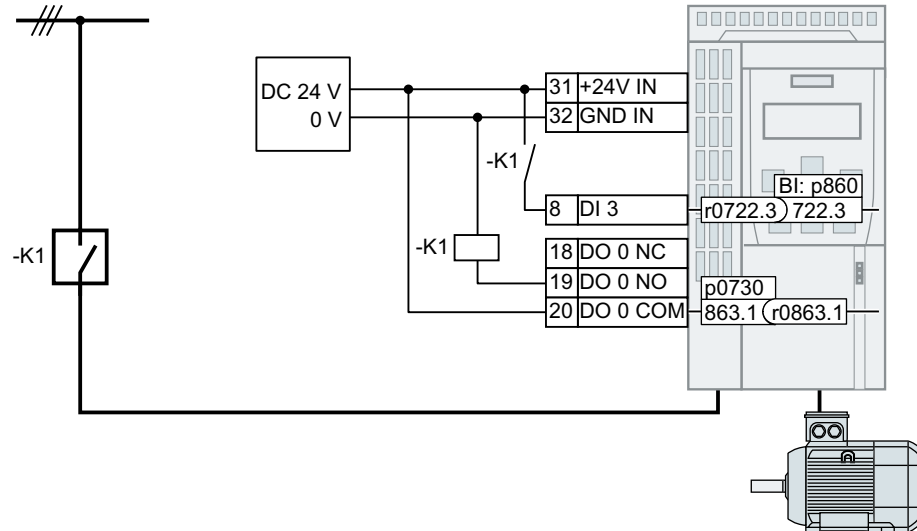 DC 24 V
0 V
31 +24V IN
32 GND IN
-K1
8 DI 3
BI: p860
r0722.3 722.3
-K1
-K1
18 DO 0 NC
19 DO 0 NO
20 DO 0 COM
p0730
863.1 r0863.1